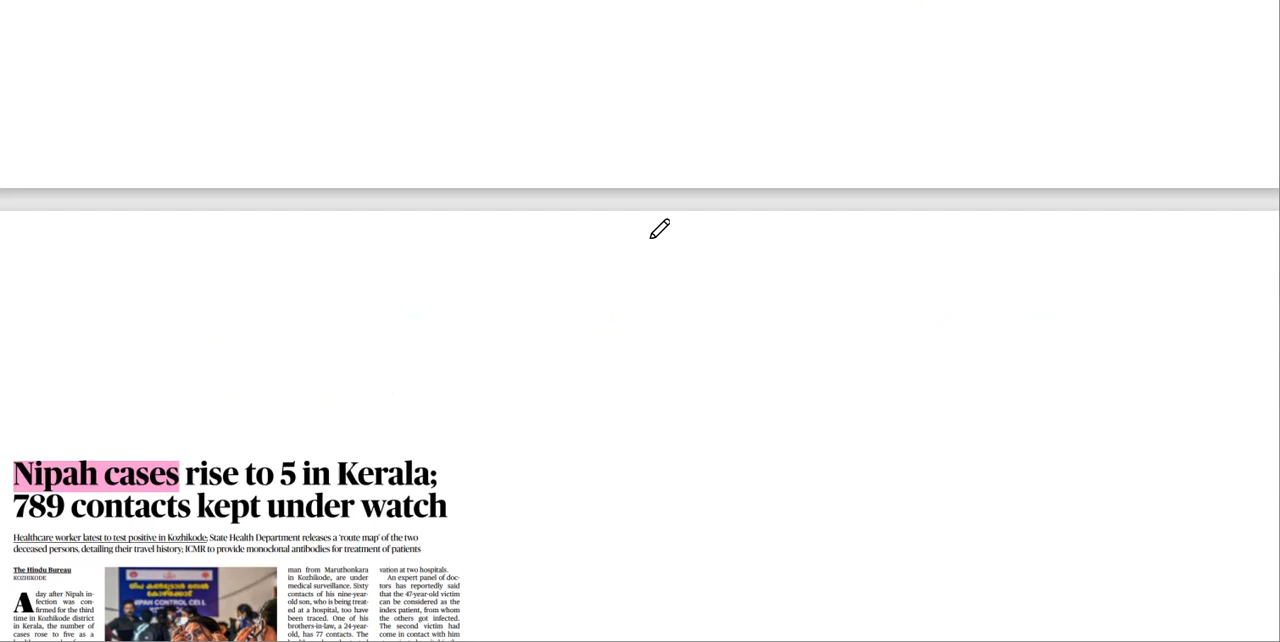 Nipah cases rise to 5 in Kerala;
789 contacts kept under watch
Healthcare worker latest to test positive in Kozhikode; State Health Department releases a 'route map' of the two
deceased persons, detailing their travel history; ICMR to provide monoclonal antibodies for treatment of patients
The Hindu Bureau
KOZHIKODE
A day after Nipah in-
fection was con-
firmed for the third
time in Kozhikode district
in Kerala, the number of
cases rose to five as a
NIPAH CONTROL CELL
man from Maruthonkara
in Kozhikode, are under
medical surveillance. Sixty
contacts of his nine-year-
old son, who is being treat-
ed at a hospital, too have
been traced. One of his
brothers-in-law, a 24-year-
old, has 77 contacts. The
vation at two hospitals.
An expert panel of doc-
tors has reportedly said
that the 47-year-old victim
can be considered as the
index patient, from whom
the others got infected.
The second victim had
come in contact with him